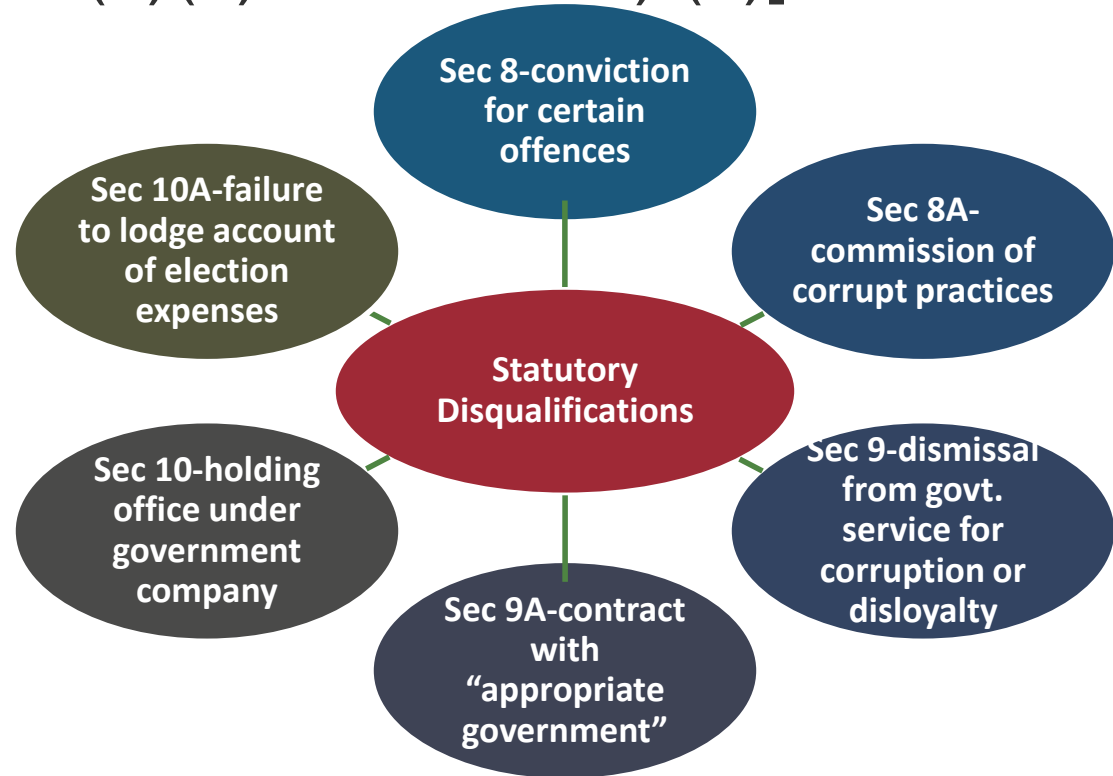 Sec 8-conviction
for certain
offences
Sec 8A-
commission of
corrupt practices
Sec 9-dismissal
from govt.
service for
corruption or
disloyalty
Sec 9A-contract
with
“appropriate
government”
Sec 10-holding
office under
government
company
Sec 10A-failure
to lodge account
of election
expenses
Statutory
Disqualifications